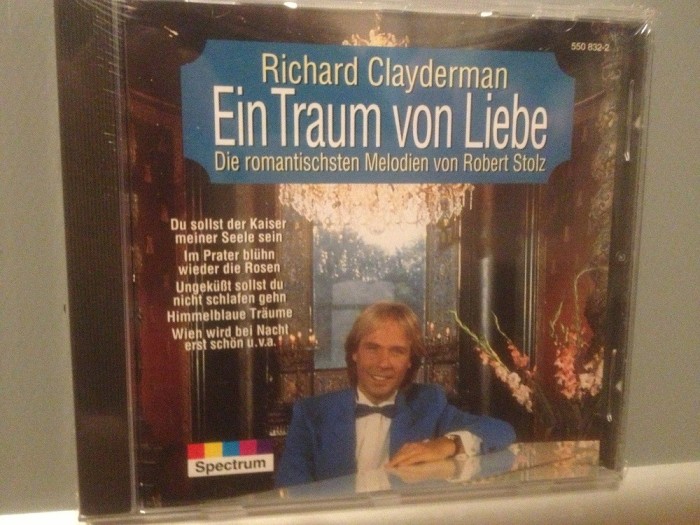 550 832-2
Richard Clayderman
Ein Traum von Liebe
Die romantischsten Melodien von Robert Stolz
Du sollst der Kaiser
meiner Seele sein
Im Prater blühn
wieder die Rosen
Ungeküßt sollst du
nicht schlafen gehn
Himmelblaue Träume
Wien wird bei Nacht
erst schön u.v.a.
Spectrum